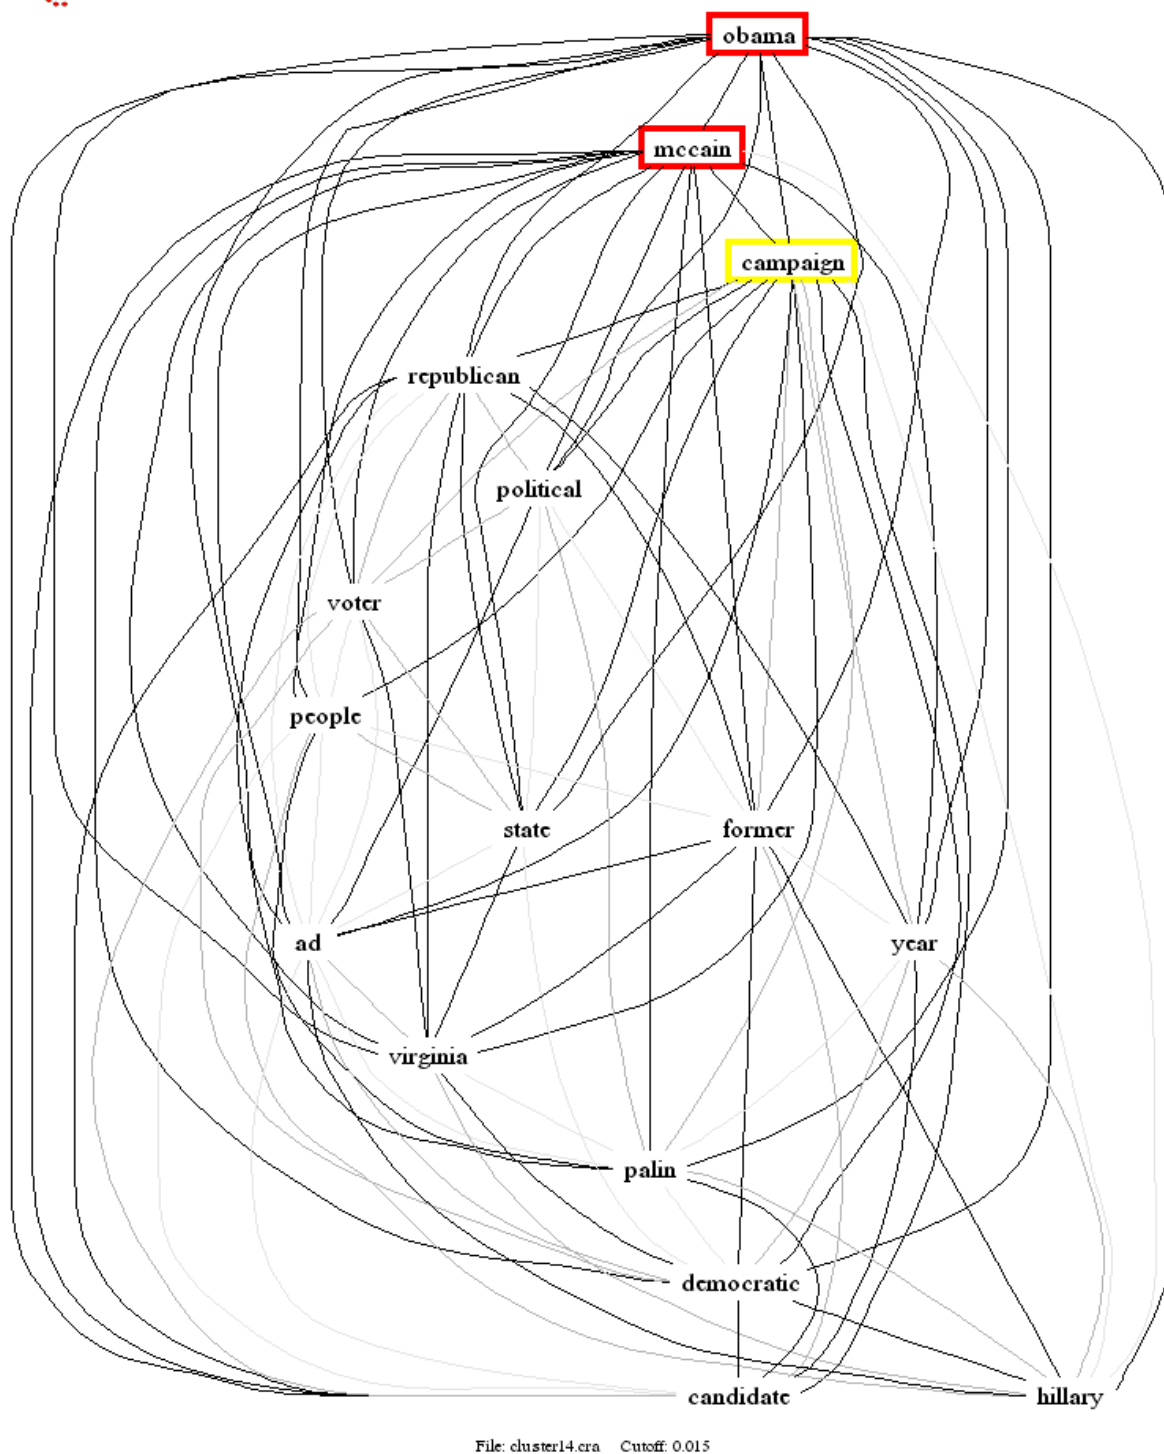 obama
mccain
campaign
republican
political
voter
people
state
former
ad
year
virginia
palin
democratic
candidate
hillary
File: cluster14.cra Cutoff: 0.015